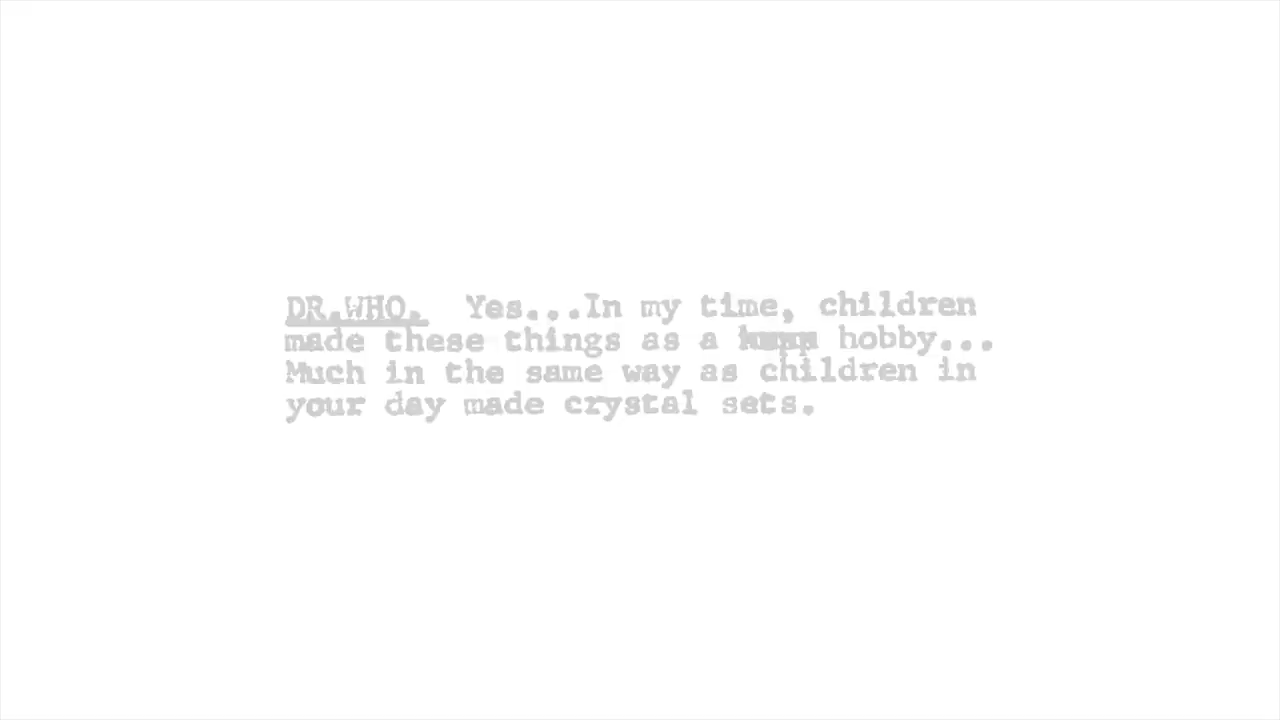 DR.WHO. Yes...In my time, children
made these things as a hobby...
Much in the same way as children in
your day made crystal sets.